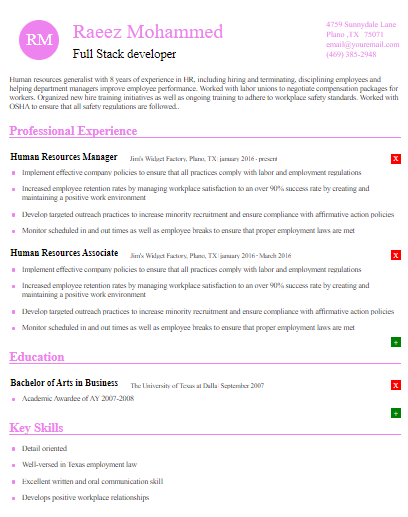 RM
Raeez Mohammed
Full Stack developer
4759 Sunnydale Lane
Plano ,TX 75071
email@youremail.com
(469) 385-2948
Human resources generalist with 8 years of experience in HR, including hiring and terminating, disciplining employees and
helping department managers improve employee performance. Worked with labor unions to negotiate compensation packages for
workers. Organized new hire training initiatives as well as ongoing training to adhere to workplace safety standards. Worked with
OSHA to ensure that all safety regulations are followed..
Professional Experience
Human Resources Manager Jim's Widget Factory, Plano, TX| january 2016 - present X
Implement effective company policies to ensure that all practices comply with labor and employment regulations
Increased employee retention rates by managing workplace satisfaction to an over 90% success rate by creating and
maintaining a positive work environment
Develop targeted outreach practices to increase minority recruitment and ensure compliance with affirmative action policies
Monitor scheduled in and out times as well as employee breaks to ensure that proper employment laws are met
Human Resources Associate Jim's Widget Factory, Plano, TX| january 2016 - March 2016 X
Implement effective company policies to ensure that all practices comply with labor and employment regulations
Increased employee retention rates by managing workplace satisfaction to an over 90% success rate by creating and
maintaining a positive work environment
Develop targeted outreach practices to increase minority recruitment and ensure compliance with affirmative action policies
Monitor scheduled in and out times as well as employee breaks to ensure that proper employment laws are met
+
Education
Bachelor of Arts in Business The University of Texas at Dalla| September 2007 X
Academic Awardee of AY 2007-2008
+
Key Skills
Detail oriented
Well-versed in Texas employment law
Excellent written and oral communication skill
Develops positive workplace relationships